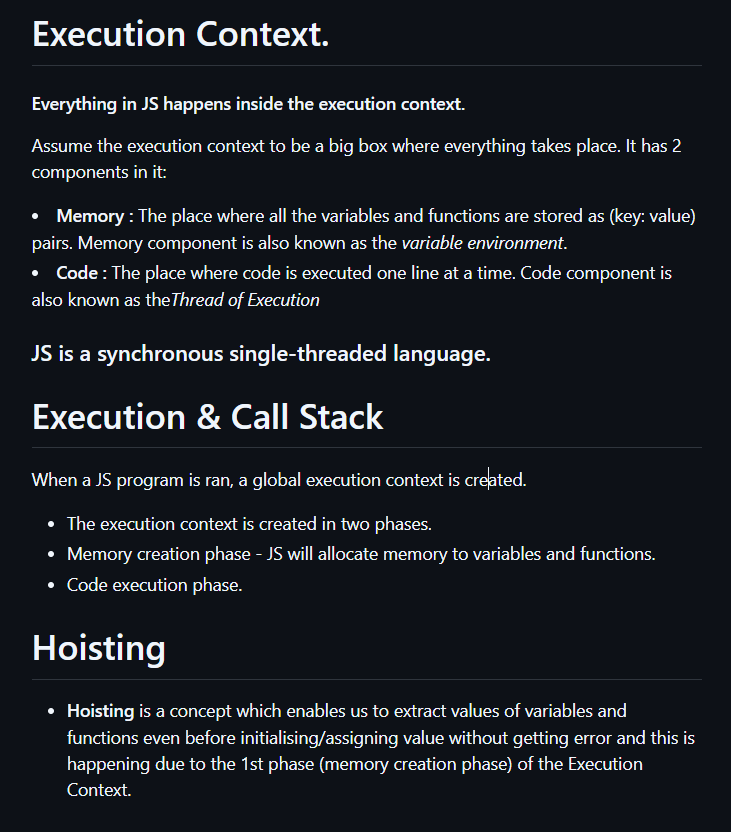 Execution Context.
Everything in JS happens inside the execution context.
Assume the execution context to be a big box where everything takes place. It has 2
components in it:
• Memory : The place where all the variables and functions are stored as (key: value)
pairs. Memory component is also known as the variable environment.
• Code : The place where code is executed one line at a time. Code component is
also known as theThread of Execution
JS is a synchronous single-threaded language.
Execution & Call Stack
When a JS program is ran, a global execution context is created.
• The execution context is created in two phases.
• Memory creation phase - JS will allocate memory to variables and functions.
• Code execution phase.
Hoisting
• Hoisting is a concept which enables us to extract values of variables and
functions even before initialising/assigning value without getting error and this is
happening due to the 1st phase (memory creation phase) of the Execution
Context.